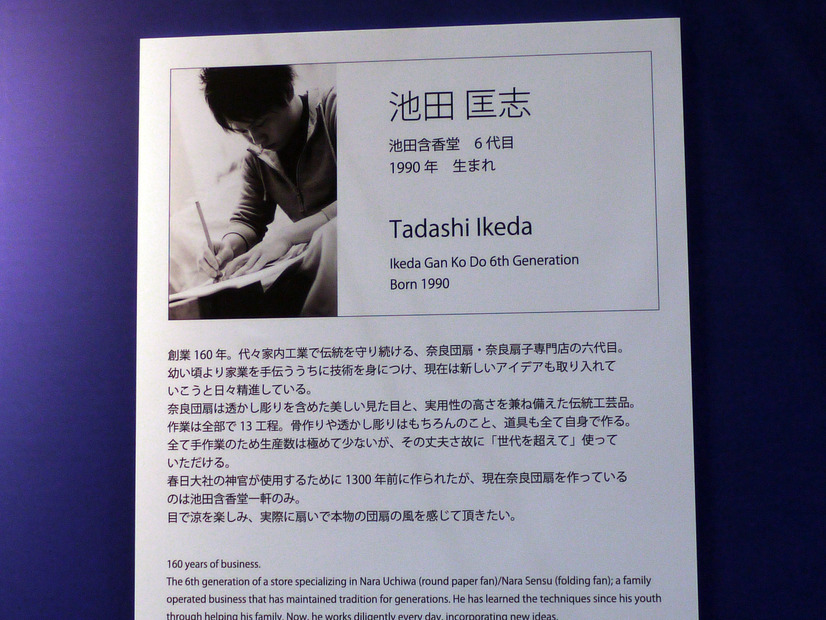 池田 匡志
池田含香堂　6 代目
1990 年　生まれ
Tadashi Ikeda
Ikeda Gan Ko Do 6th Generation
Born 1990
創業 160 年。代々家内工業で伝統を守り続ける、奈良団扇・奈良扇子専門店の六代目。
幼い頃より家業を手伝ううちに技術を身につけ、現在は新しいアイデアも取り入れて
いこうと日々精進している。
奈良団扇は透かし彫りを含めた美しい見た目と、実用性の高さを兼ね備えた伝統工芸品。
作業は全部で 13 工程。骨作りや透かし彫りはもちろんのこと、道具も全て自身で作る。
全て手作業のため生産数は極めて少ないが、その丈夫さ故に「世代を超えて」使って
いただける。
春日大社の神官が使用するために 1300 年前に作られたが、現在奈良団扇を作っている
のは池田含香堂一軒のみ。
目で涼を楽しみ、実際に扇いで本物の団扇の風を感じて頂きたい。
160 years of business.
The 6th generation of a store specializing in Nara Uchiwa (round paper fan)/Nara Sensu (folding fan); a family
operated business that has maintained tradition for generations. He has learned the techniques since his youth
through helping his family. Now, he works diligently every day, incorporating new ideas.